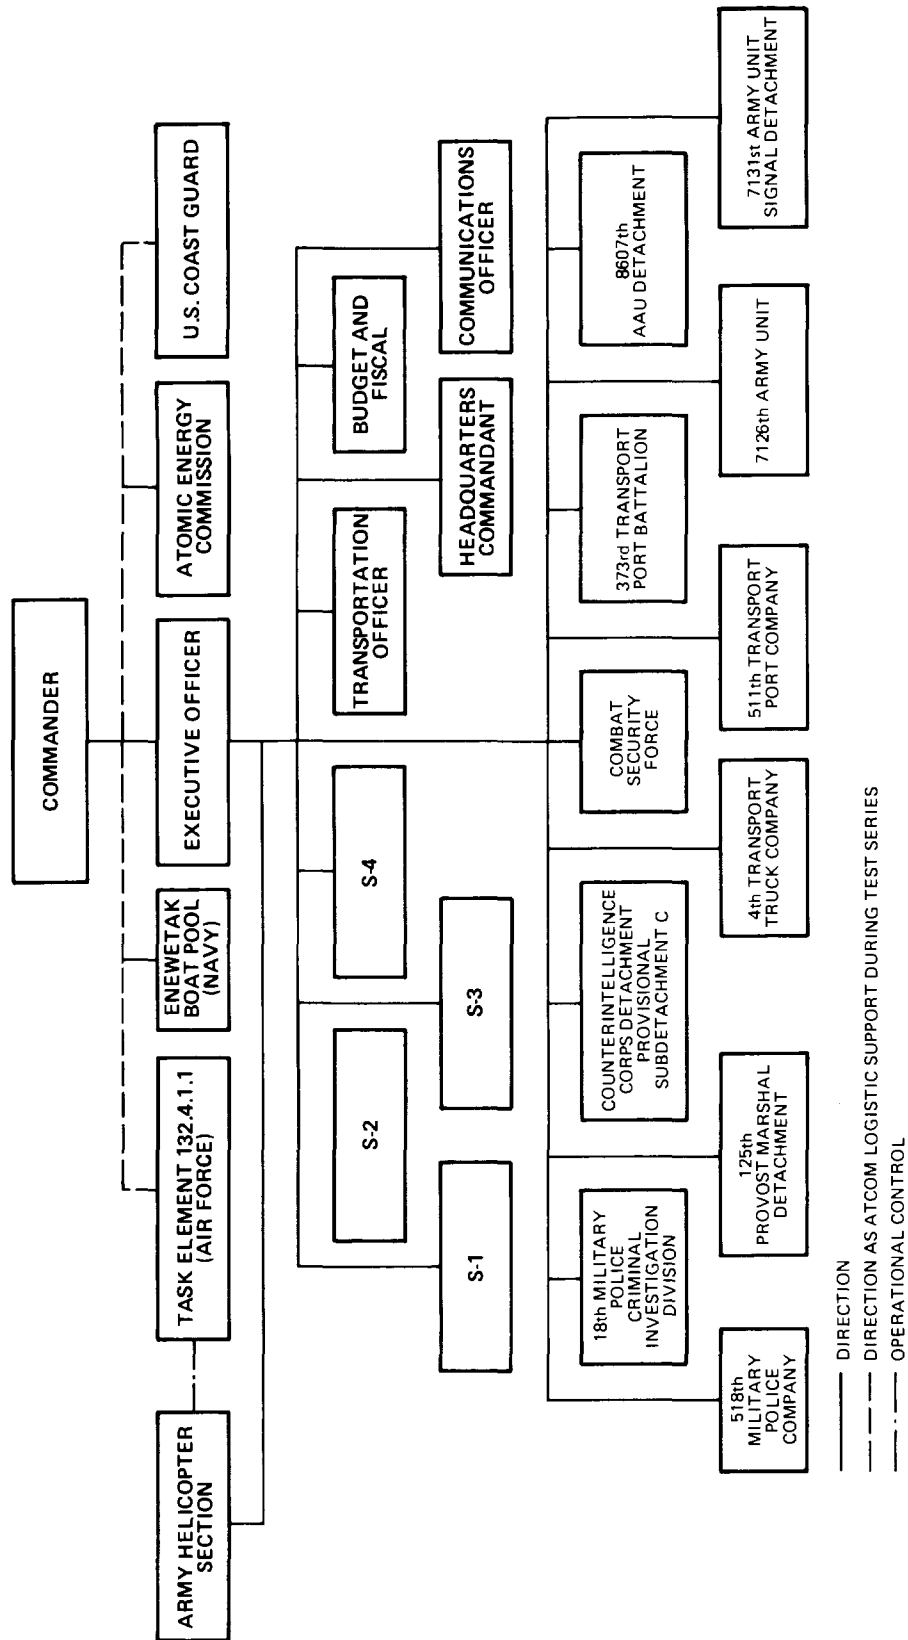 COMMANDER
ARMY HELICOPTER
SECTION
TASK ELEMENT 132.4.1.1
(AIR FORCE)
ENEWETAK
BOAT POOL
(NAVY)
EXECUTIVE OFFICER
ATOMIC ENERGY
COMMISSION
U.S. COAST GUARD
S-2
S-4
TRANSPORTATION
OFFICER
BUDGET AND
FISCAL
S-1
S-3
HEADQUARTERS
COMMANDANT
COMMUNICATIONS
OFFICER
18th MILITARY
POLICE
CRIMINAL
INVESTIGATION
DIVISION
COUNTERINTELLIGENCE
CORPS DETACHMENT
PROVISIONAL
SUBDETACHMENT C
COMBAT
SECURITY
FORCE
373rd TRANSPORT
PORT BATTALION
8607th
AAU DETACHMENT
518th
MILITARY
POLICE
COMPANY
125th
PROVOST MARSHAL
DETACHMENT
4th TRANSPORT
TRUCK COMPANY
511th TRANSPORT
PORT COMPANY
7126th ARMY UNIT
7131st ARMY UNIT
SIGNAL DETACHMENT
DIRECTION
DIRECTION AS ATCOM LOGISTIC SUPPORT DURING TEST SERIES
OPERATIONAL CONTROL